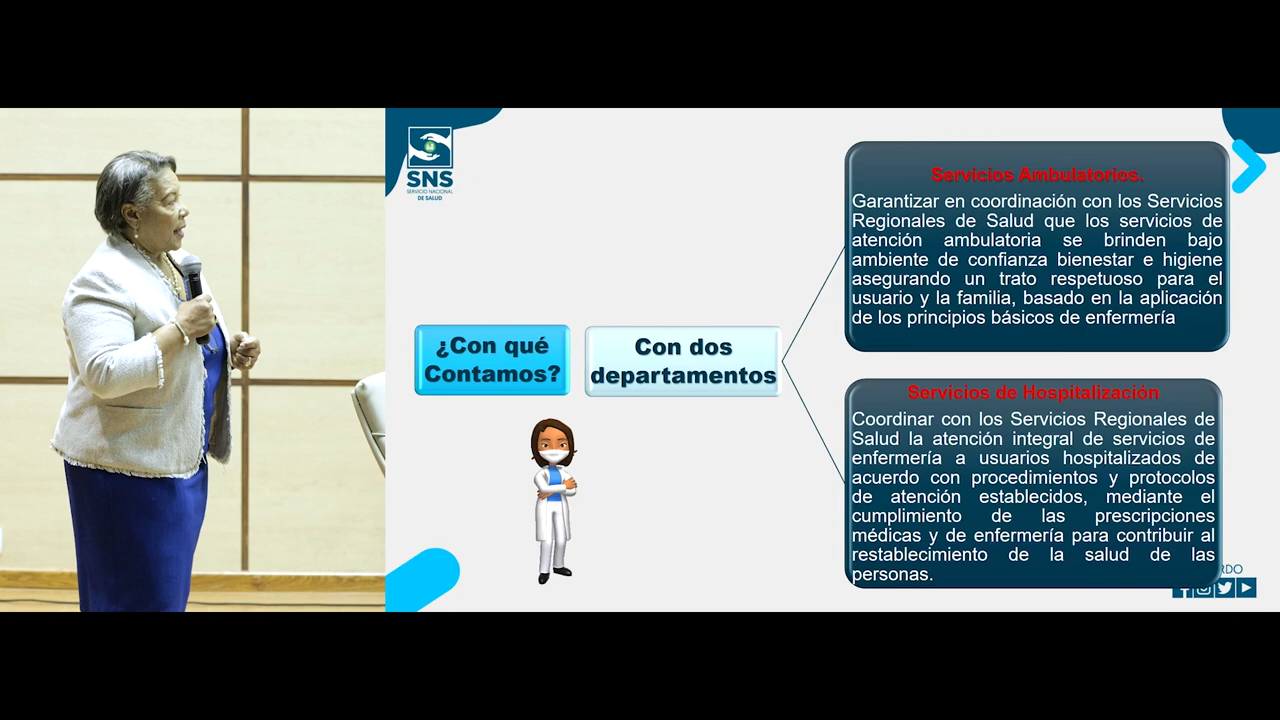 SNS
SERVICIO NACIONAL
DE SALUD
¿Con qué
Contamos?
Con dos
departamentos
Servicios Ambulatorios.
Garantizar en coordinación con los Servicios
Regionales de Salud que los servicios de
atención ambulatoria se brinden bajo
ambiente de confianza bienestar e higiene
asegurando un trato respetuoso para el
usuario y la familia, basado en la aplicación
de los principios básicos de enfermería
Servicios de Hospitalización
Coordinar con los Servicios Regionales de
Salud la atención integral de servicios de
enfermería a usuarios hospitalizados de
acuerdo con procedimientos y protocolos
de atención establecidos, mediante el
cumplimiento de las prescripciones
médicas y de enfermería para contribuir al
restablecimiento de la salud de las
personas.